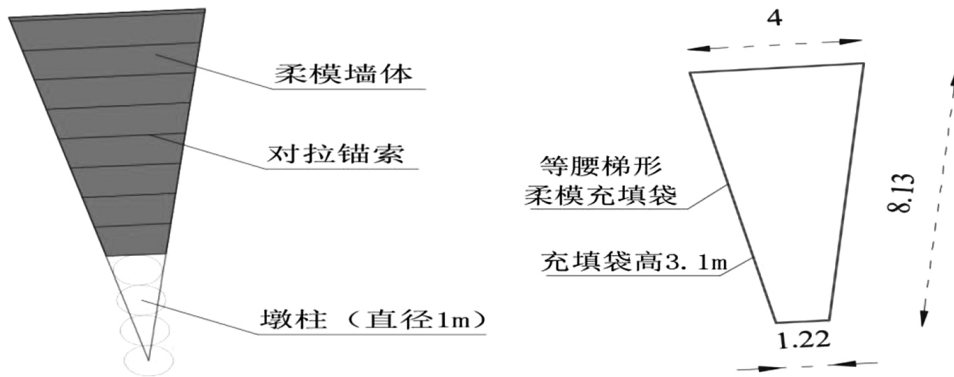 柔模墙体
对拉锚索
墩柱（直径1m）
4
等腰梯形
柔模充填袋
充填袋高3.1m
8.13
1.22